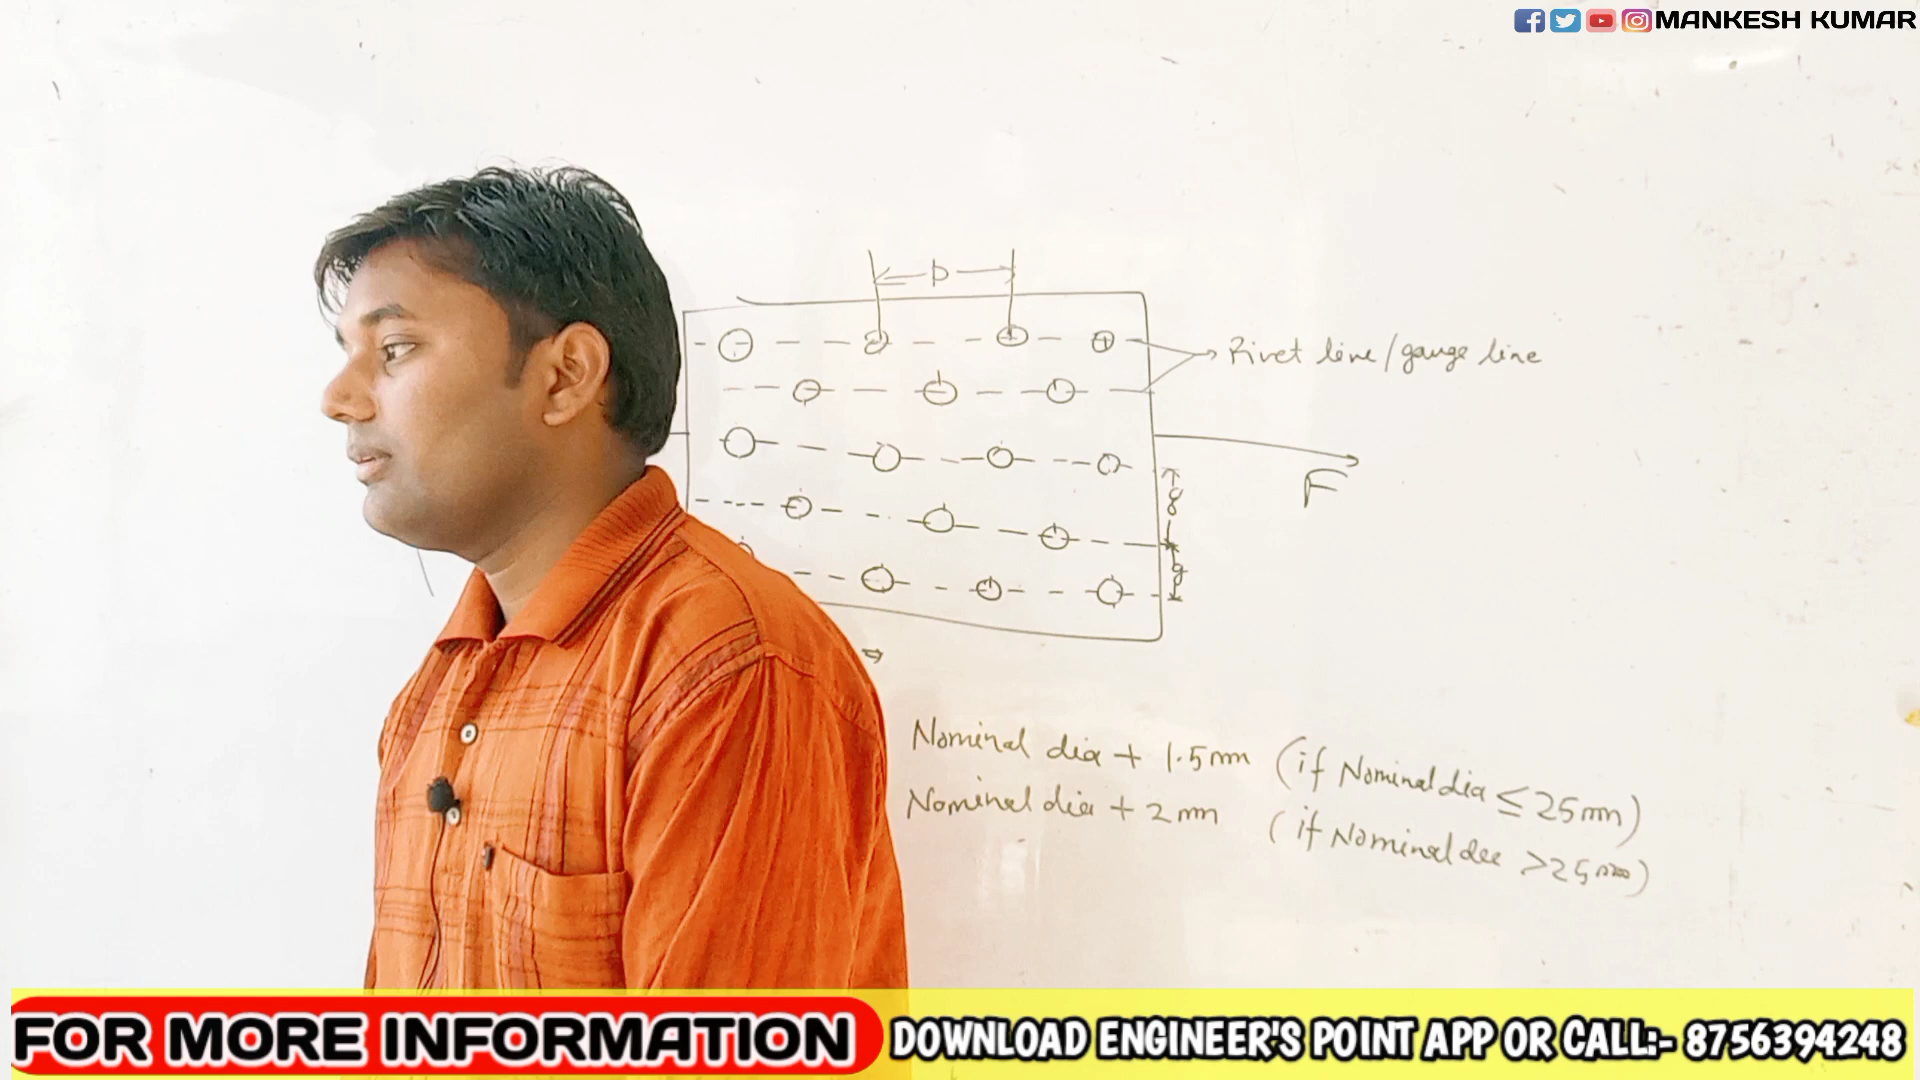 MANKESH KUMAR
p
Rivet line/gauge line
F
g
g
Nominal dia + 1.5mm (if Nominal dia ≤ 25mm)
Nominal dia + 2mm (if Nominal dia > 25mm)
FOR MORE INFORMATION DOWNLOAD ENGINEER'S POINT APP OR CALL:- 8756394248